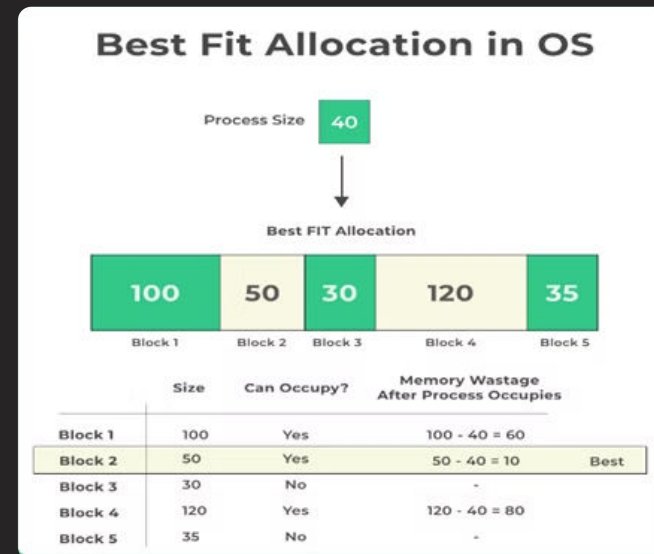 Best Fit Allocation in OS
Process Size 40
Best FIT Allocation
100 50 30 120 35
Block 1 Block 2 Block 3 Block 4 Block 5
Size Can Occupy? Memory Wastage
After Process Occupies
Block 1 100 Yes 100 - 40 = 60
Block 2 50 Yes 50 - 40 = 10 Best
Block 3 30 No -
Block 4 120 Yes 120 - 40 = 80
Block 5 35 No -